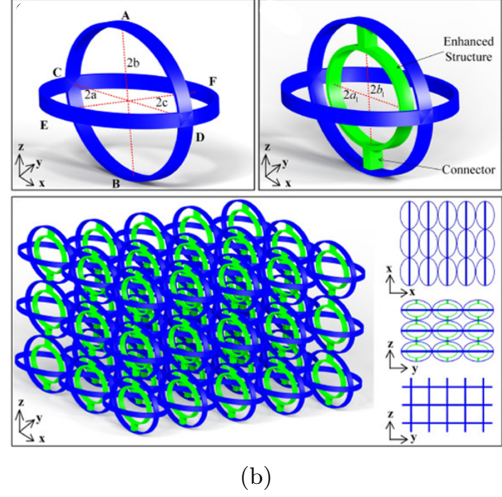 A
2b
C
F
2a
2c
E
D
B
z
y
x
Enhanced
Structure
2b₁
2a₁
Connector
z
y
x
z
y
x
x
x
z
x
z
y
(b)